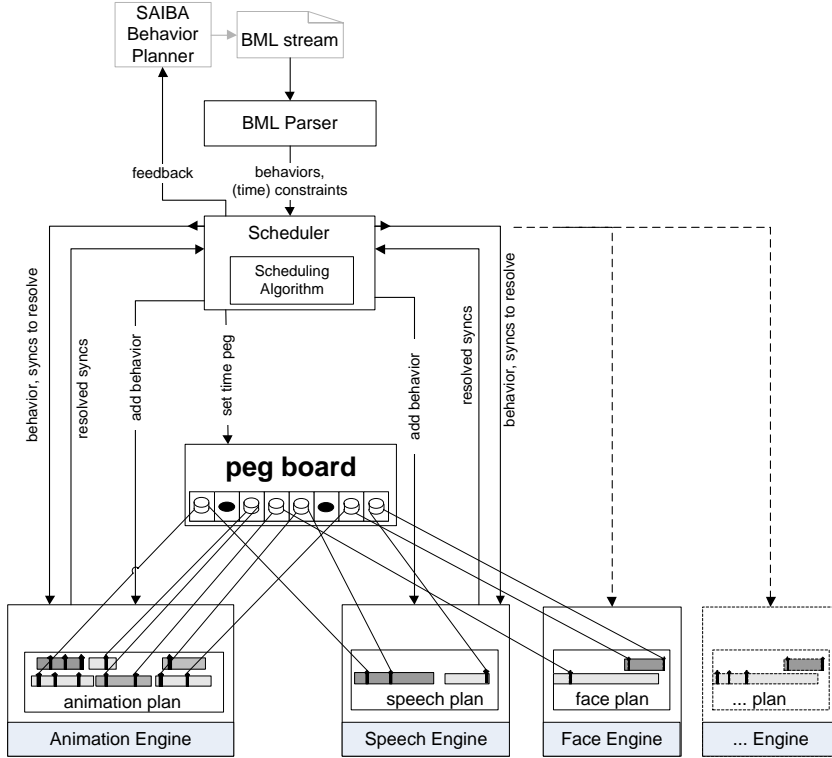 SAIBA
Behavior
Planner
BML stream
BML Parser
feedback
behaviors,
(time) constraints
Scheduler
Scheduling
Algorithm
behavior, syncs to resolve
resolved syncs
add behavior
set time peg
add behavior
resolved syncs
behavior, syncs to resolve
peg board
animation plan
speech plan
face plan
... plan
Animation Engine
Speech Engine
Face Engine
... Engine